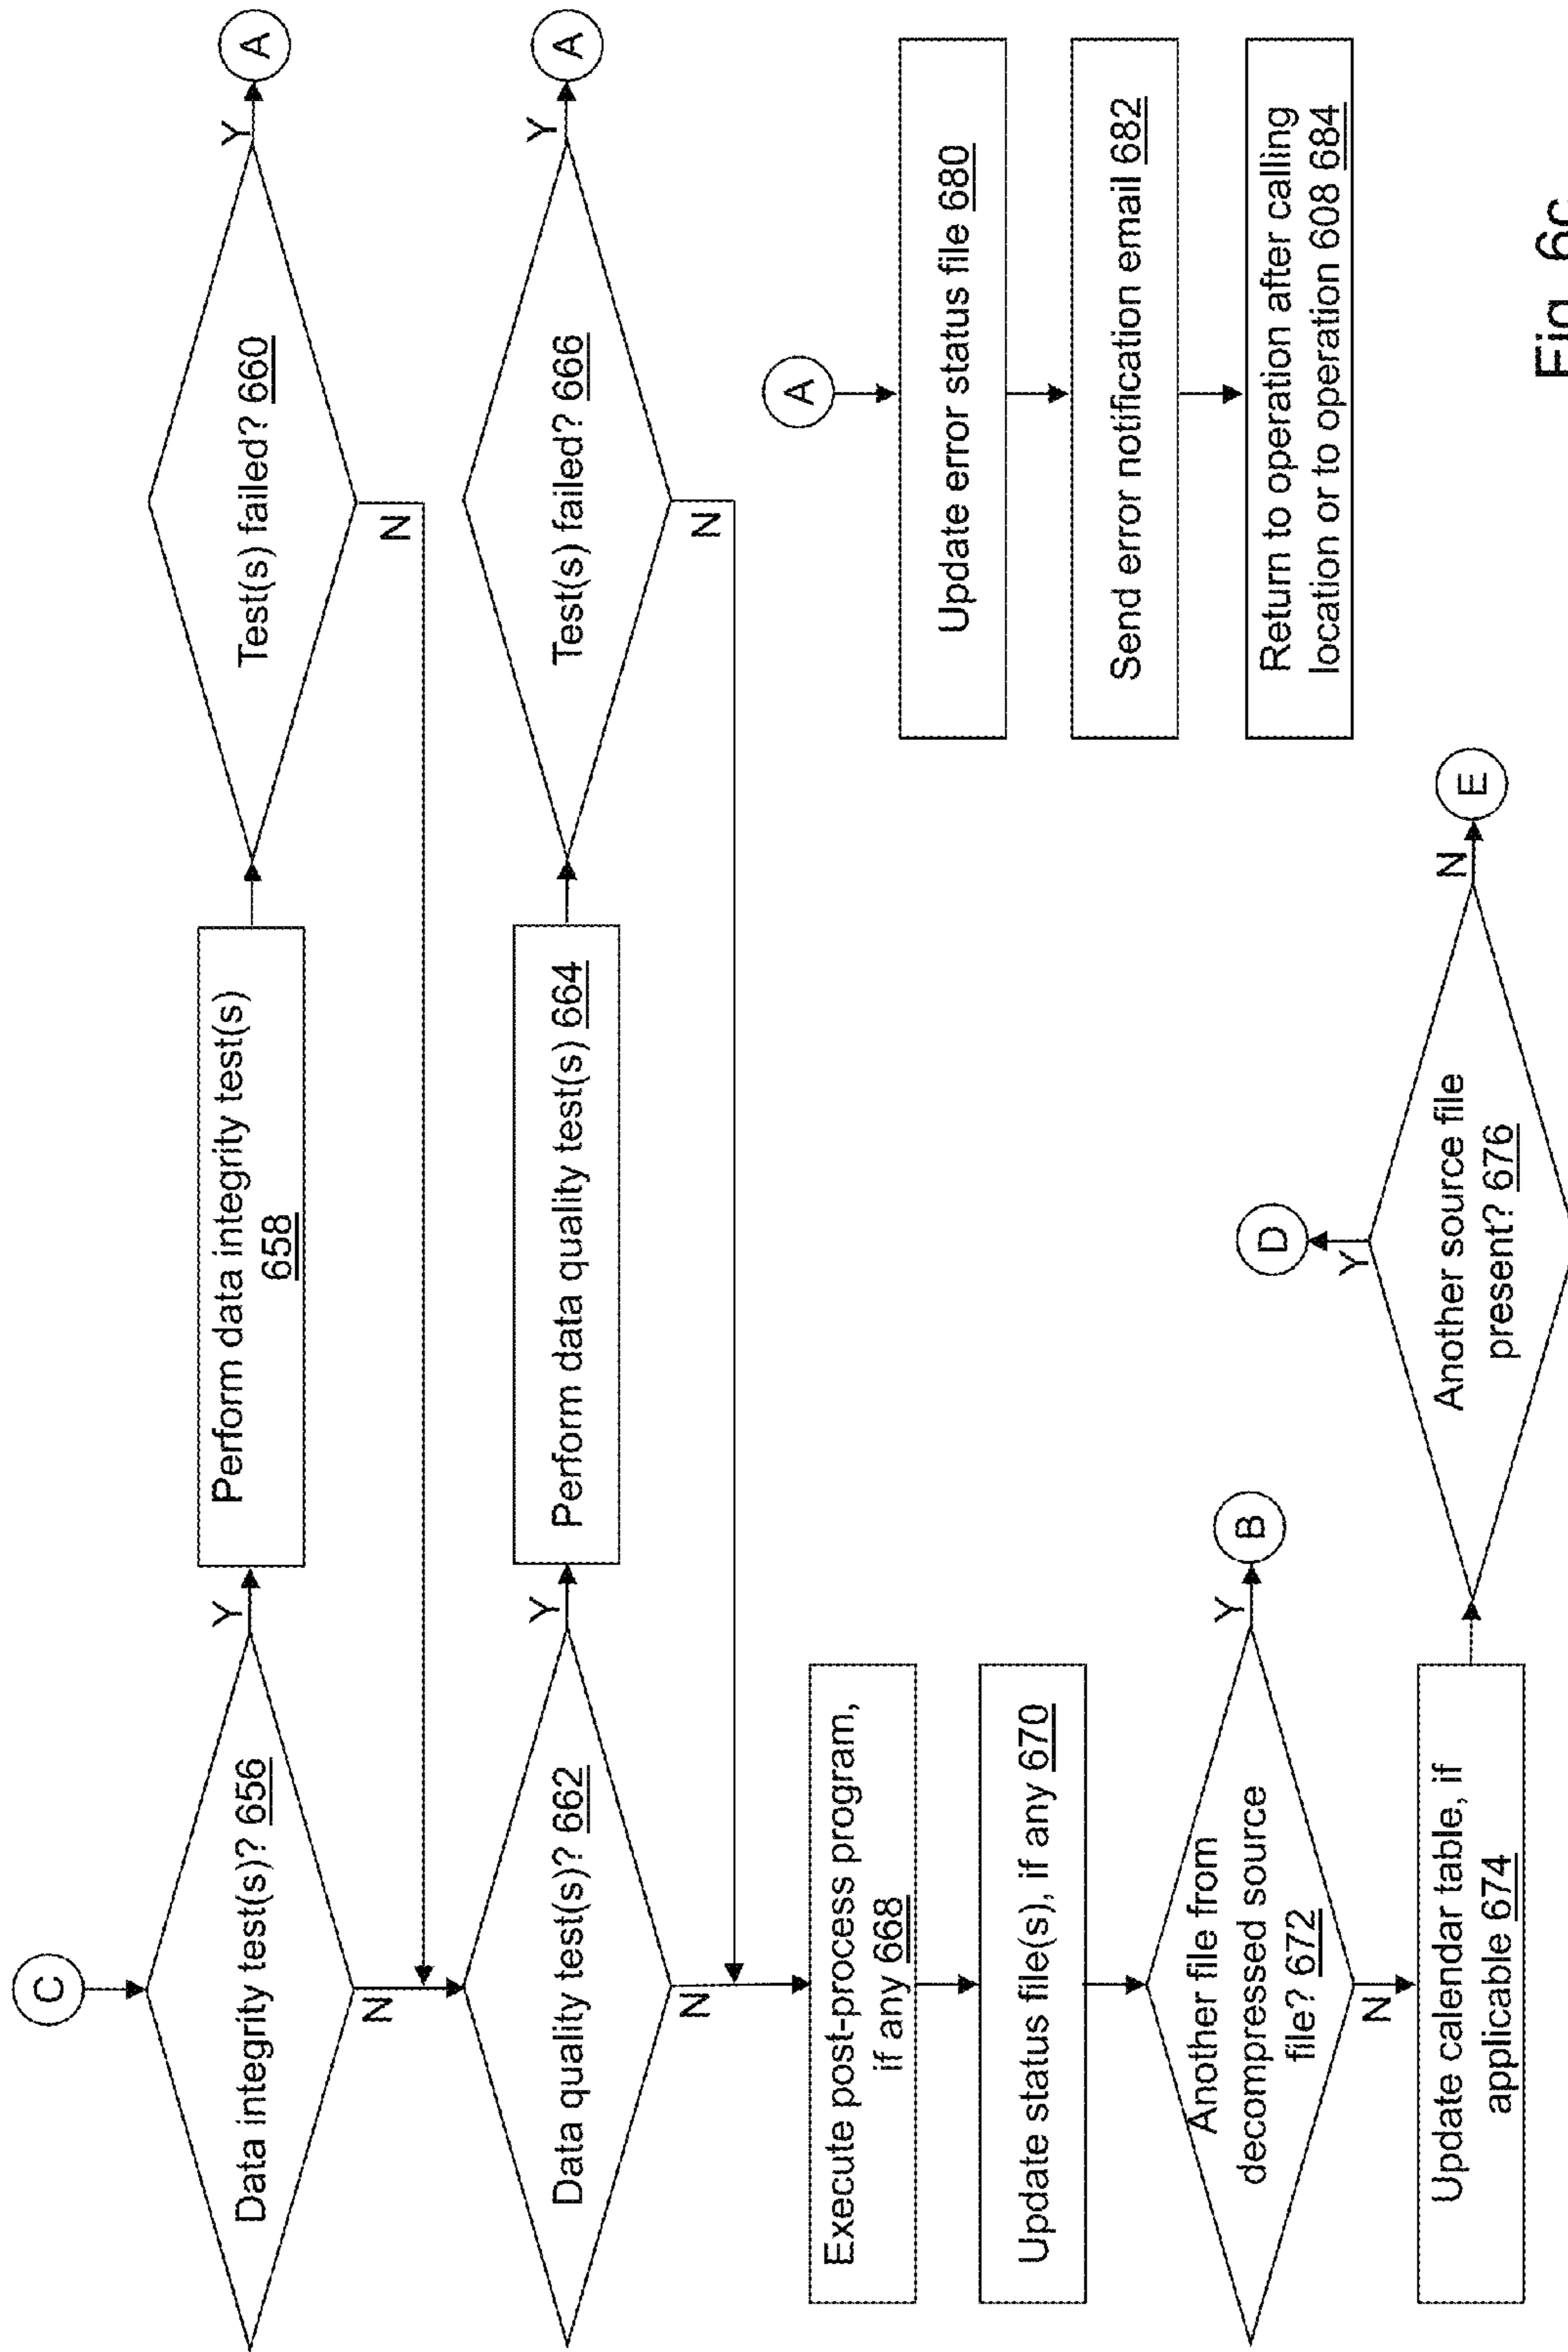 C
Data integrity test(s)? 656
Y
N
Perform data integrity test(s)
658
Test(s) failed? 660
Y
N
A
Data quality test(s)? 662
Y
N
Perform data quality test(s) 664
Test(s) failed? 666
Y
N
A
Execute post-process program,
if any 668
Update status file(s), if any 670
Another file from
decompressed source
file? 672
Y
B
N
Update calendar table, if
applicable 674
Another source file
present? 676
Y
D
N
E
A
Update error status file 680
Send error notification email 682
Return to operation after calling
location or to operation 608 684
Fig. 6c